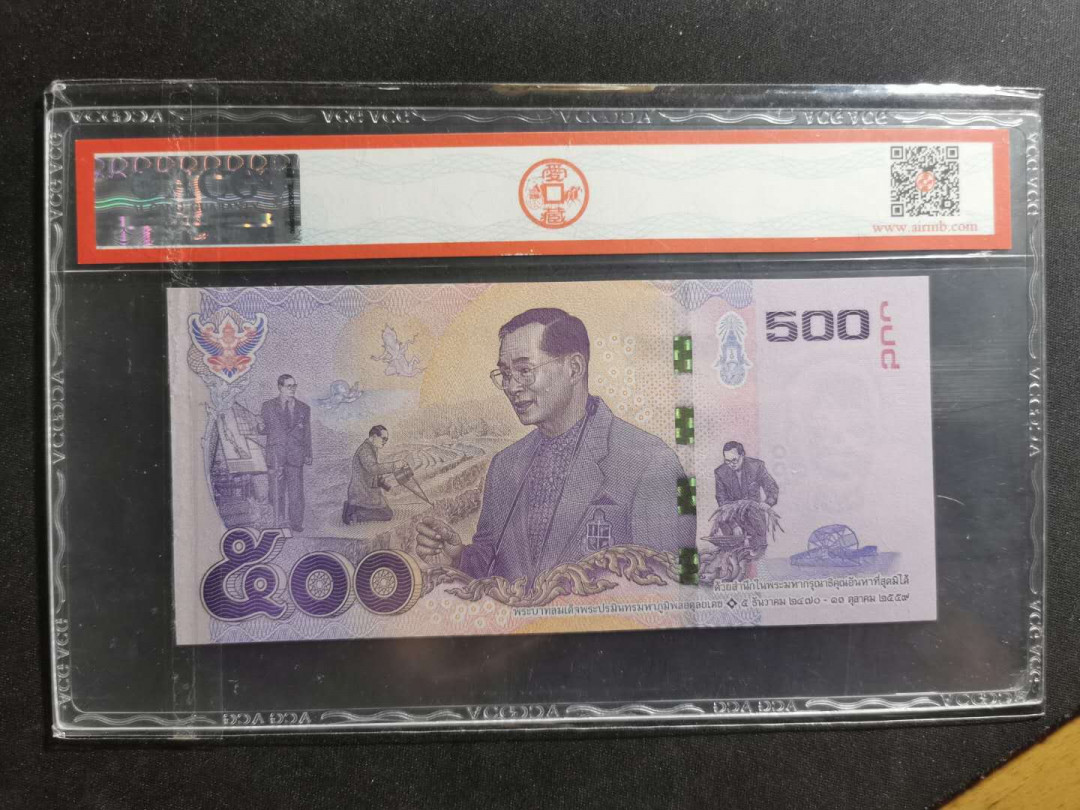 愛藏
www.airmb.com
500
บาท
๕๐๐
ด้วยสำนึกในพระมหากรุณาธิคุณอันหาที่สุดมิได้
พระบาทสมเด็จพระปรมินทรมหาภูมิพลอดุลยเดช ๕ ธันวาคม ๒๔๗๐ - ๑๓ ตุลาคม ๒๕๕๙